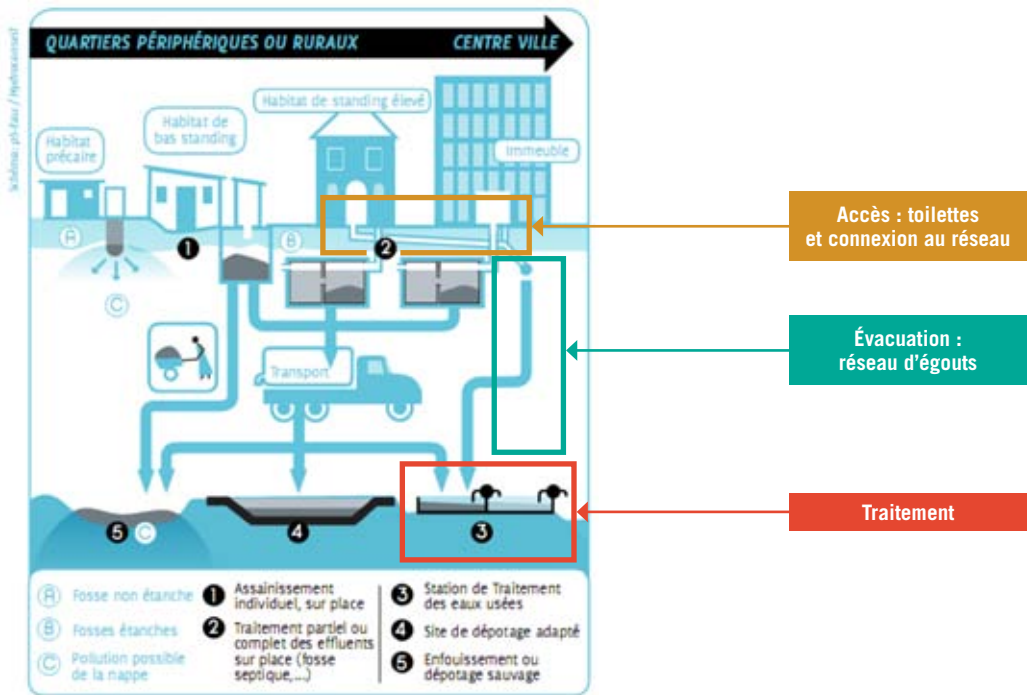 QUARTIERS PÉRIPHÉRIQUES OU RURAUX
CENTRE VILLE
Schéma: pS-Eau / Hydroconseil
Habitat
précaire
Habitat de
bas standing
Habitat de standing élevé
Immeuble
A
1
B
2
C
Transport
5
C
4
3
Accès : toilettes
et connexion au réseau
Évacuation :
réseau d'égouts
Traitement
A Fosse non étanche
B Fosses étanches
C Pollution possible
de la nappe
1 Assainissement
individuel, sur place
2 Traitement partiel ou
complet des effluents
sur place (fosse
septique,...)
3 Station de Traitement
des eaux usées
4 Site de dépotage adapté
5 Enfouissement ou
dépotage sauvage